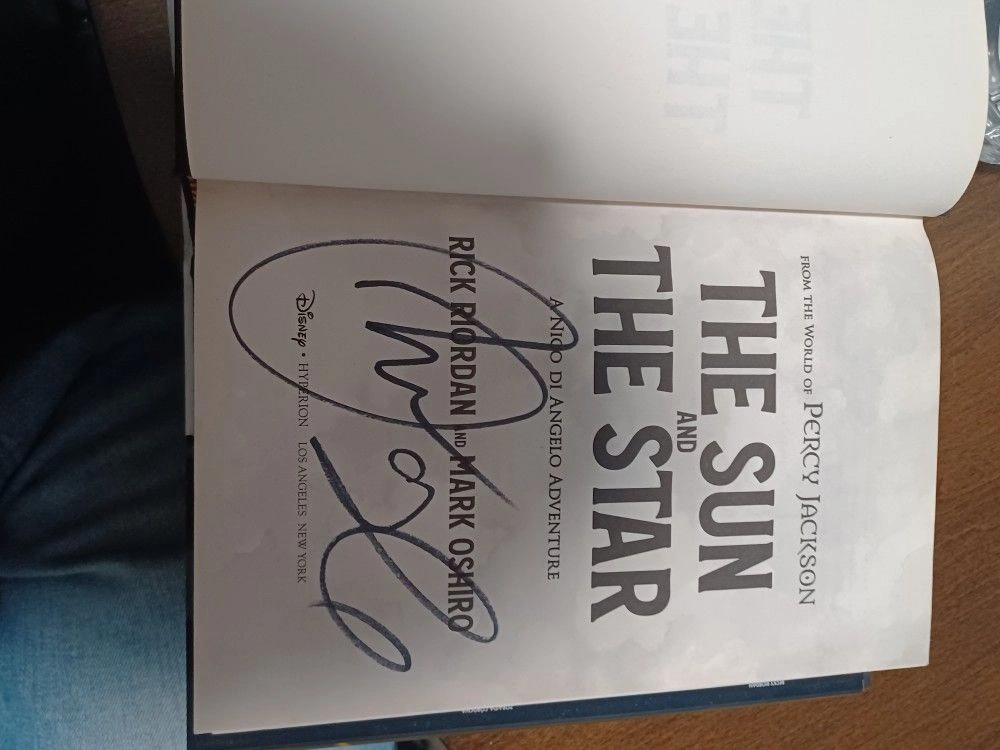 FROM THE WORLD OF PERCY JACKSON
THE SUN
AND
THE STAR
A NICO DI ANGELO ADVENTURE
RICK RIORDAN AND MARK OSHIRO
DISNEY • HYPERION LOS ANGELES NEW YORK